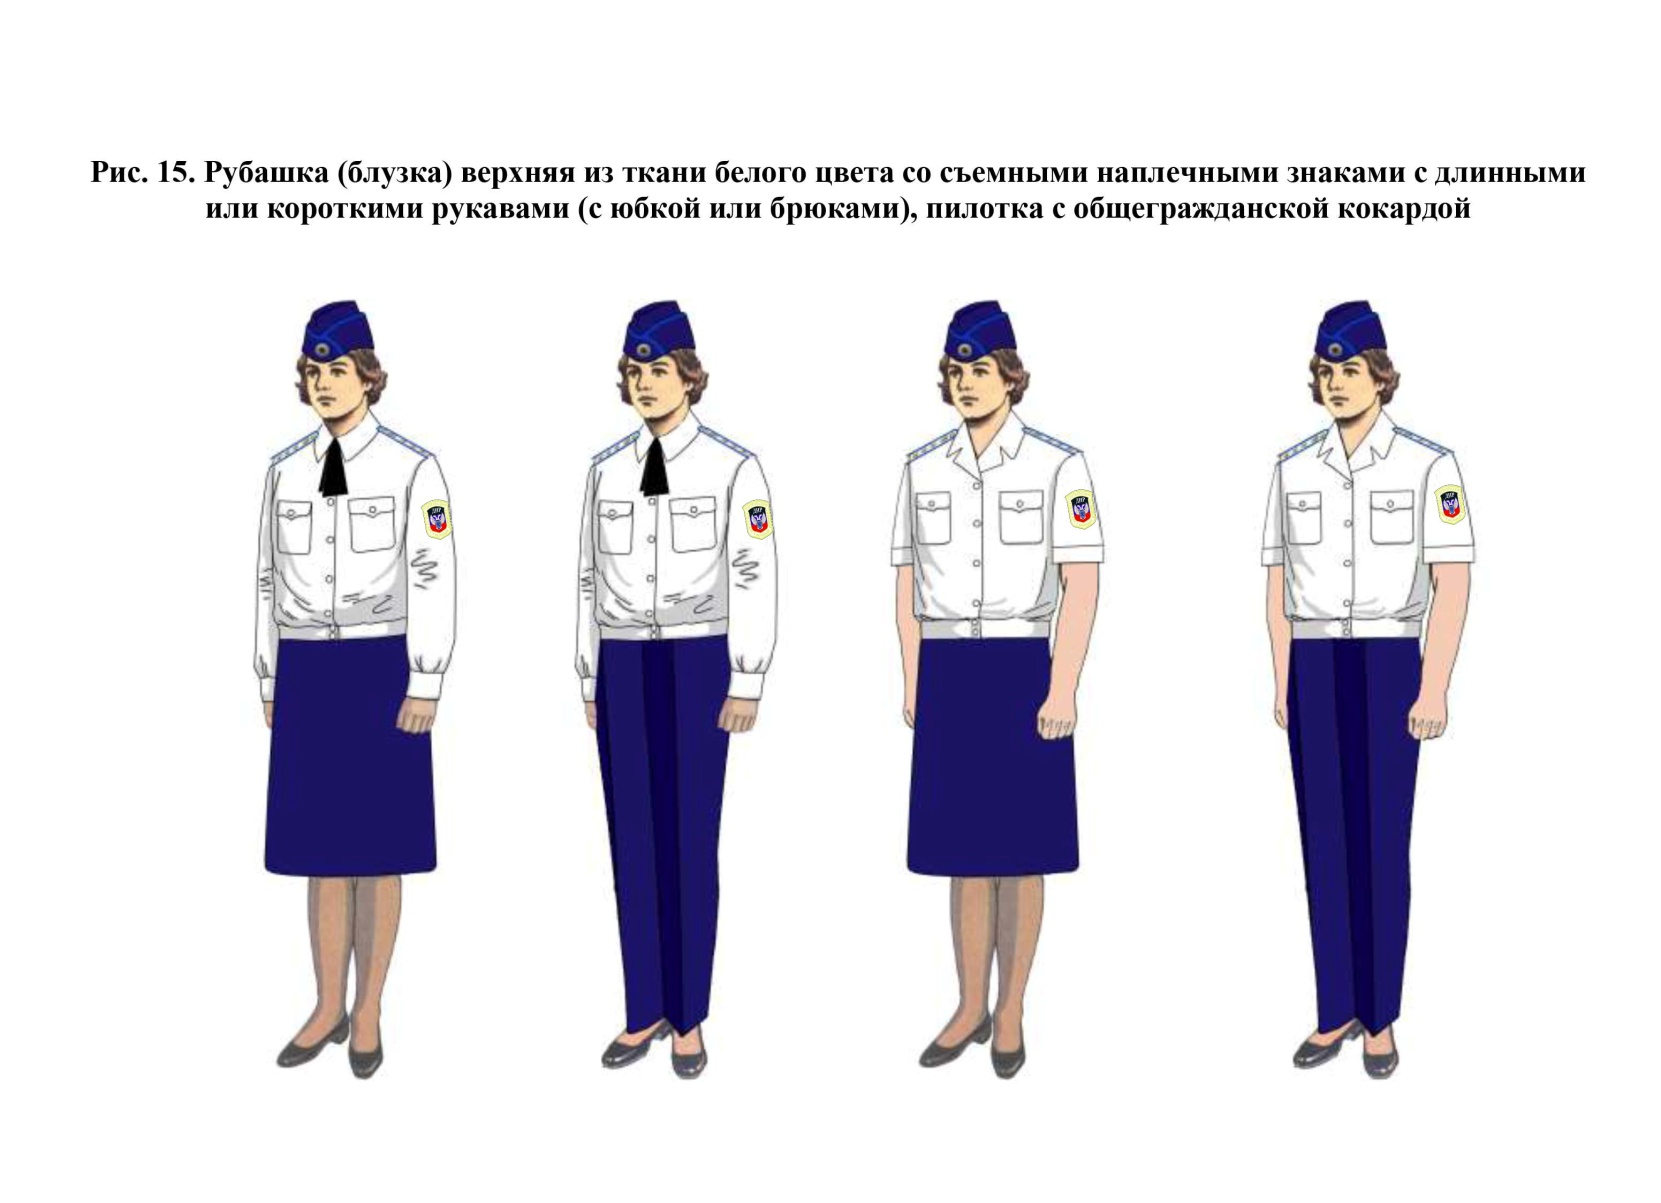 Рис. 15. Рубашка (блузка) верхняя из ткани белого цвета со съемными наплечными знаками с длинными
или короткими рукавами (с юбкой или брюками), пилотка с общегражданской кокардой